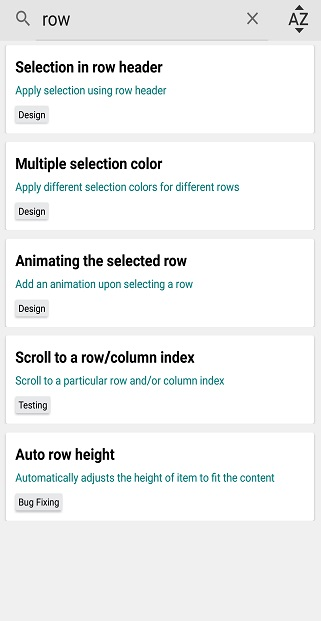 row
AZ
Selection in row header
Apply selection using row header
Design
Multiple selection color
Apply different selection colors for different rows
Design
Animating the selected row
Add an animation upon selecting a row
Design
Scroll to a row/column index
Scroll to a particular row and/or column index
Testing
Auto row height
Automatically adjusts the height of item to fit the content
Bug Fixing